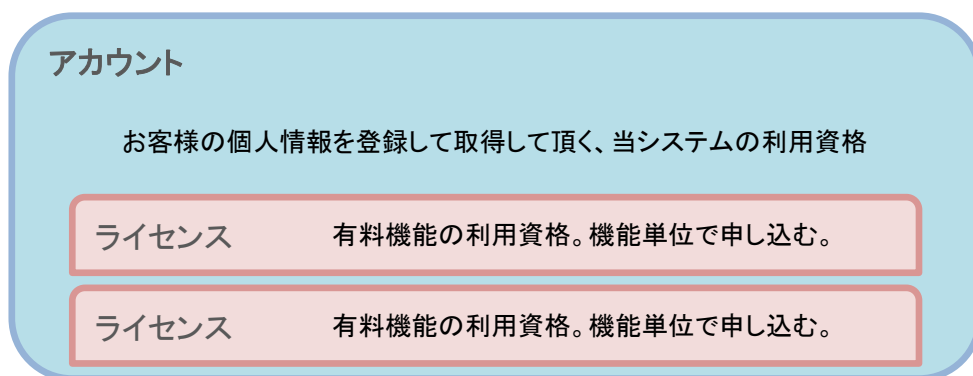 アカウント
お客様の個人情報を登録して取得して頂く、当システムの利用資格
ライセンス　有料機能の利用資格。機能単位で申し込む。
ライセンス　有料機能の利用資格。機能単位で申し込む。